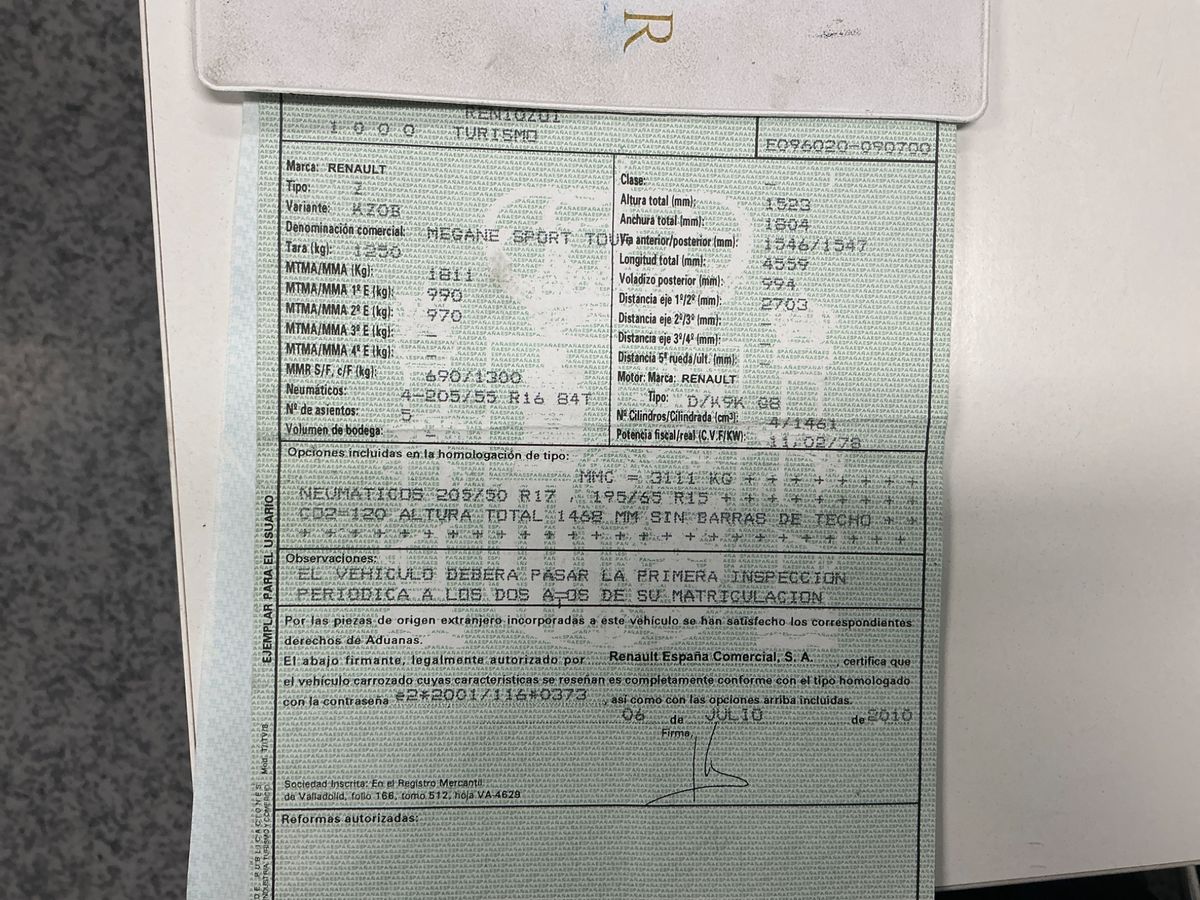 R
REN10201
1 0 0 0 TURISMO
E096020-090700
Marca: RENAULT
Tipo: Z
Variante: KZ0B
Denominación comercial: MEGANE SPORT TOU
Tara (kg): 1250
MTMA/MMA (Kg): 1811
MTMA/MMA 1º E (kg): 990
MTMA/MMA 2º E (kg): 970
MTMA/MMA 3º E (kg): —
MTMA/MMA 4º E (kg): —
MMR S/F, c/F (kg): 690/1300
Neumáticos: 4-205/55 R16 84T
Nº de asientos: 5
Volumen de bodega: —
Clase: —
Altura total (mm): 1523
Anchura total (mm): 1804
Vía anterior/posterior (mm): 1546/1547
Longitud total (mm): 4559
Voladizo posterior (mm): 994
Distancia eje 1º/2º (mm): 2703
Distancia eje 2º/3º (mm): —
Distancia eje 3º/4º (mm): —
Distancia 5ª rueda/ult. (mm): —
Motor: Marca: RENAULT
Tipo: D/K9K G8
Nº Cilindros/Cilindrada (cm³): 4/1461
Potencia fiscal/real (C.V.F/KW): 11,02/78
Opciones incluidas en la homologación de tipo:
MMC = 3111 KG + + + + + + + +
NEUMATICOS 205/50 R17 , 195/65 R15 + + + + + + + + +
CO2-120 ALTURA TOTAL 1468 MM SIN BARRAS DE TECHO + +
+ + + + + + + + + + + + + + + + + + + + + + + + + +
Observaciones:
EL VEHICULO DEBERA PASAR LA PRIMERA INSPECCION
PERIODICA A LOS DOS A¬OS DE SU MATRICULACION
Por las piezas de origen extranjero incorporadas a este vehículo se han satisfecho los correspondientes
derechos de Aduanas.
El abajo firmante, legalmente autorizado por Renault España Comercial, S. A. , certifica que
el vehículo carrozado cuyas características se reseñan es completamente conforme con el tipo homologado
con la contraseña e2*2001/116*0373 , así como con las opciones arriba incluidas.
06 de JULIO de 2010
Firma,
Sociedad Inscrita: En el Registro Mercantil
de Valladolid, folio 166, tomo 512, hoja VA-4629
Reformas autorizadas:
EJEMPLAR PARA EL USUARIO